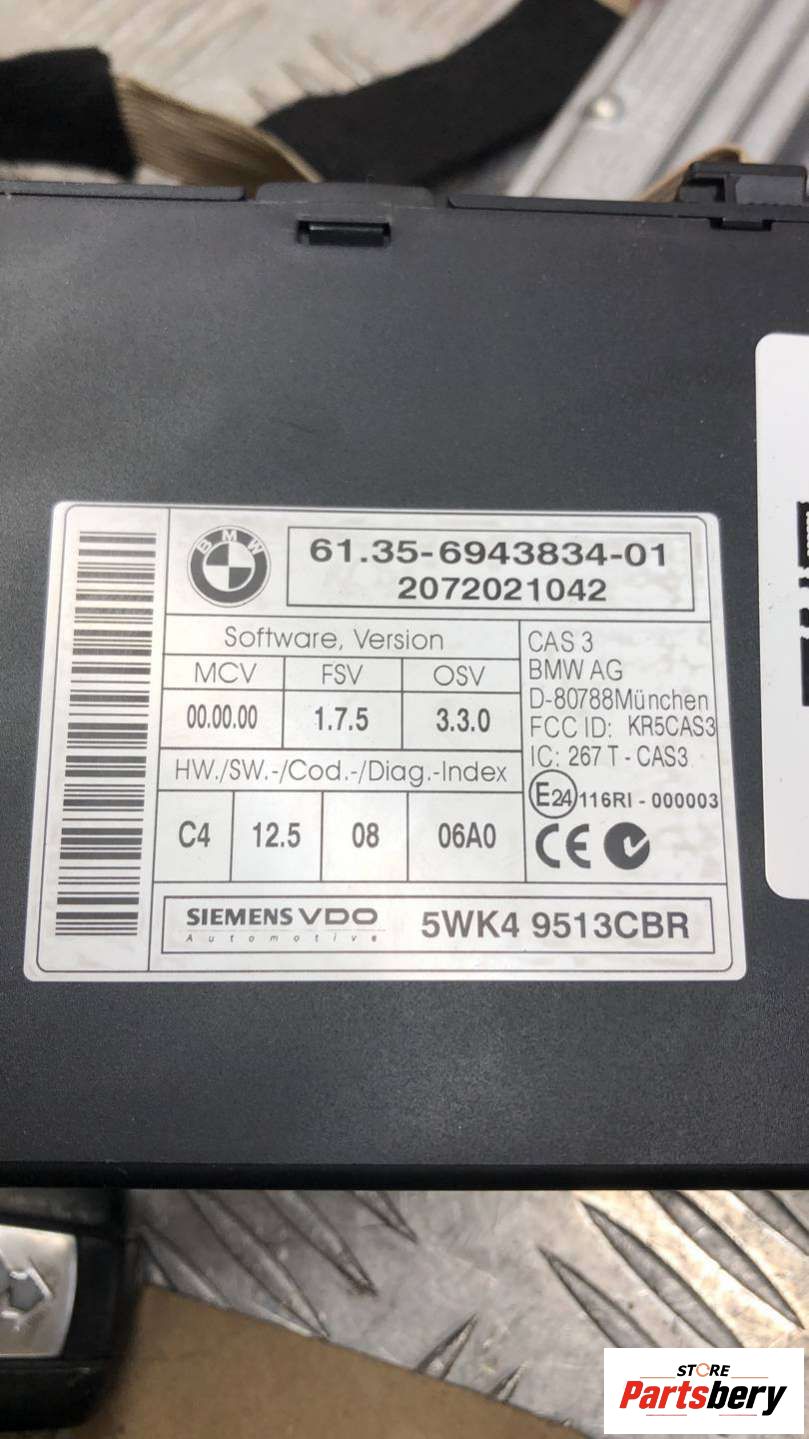 BMW
61.35-6943834-01
2072021042
Software, Version
MCV FSV OSV
00.00.00 1.7.5 3.3.0
HW./SW.-/Cod.-/Diag.-Index
C4 12.5 08 06A0
CAS 3
BMW AG
D-80788München
FCC ID: KR5CAS3
IC: 267 T - CAS3
E24 116RI - 000003
CE
SIEMENS VDO
Automotive
5WK4 9513CBR
STORE
Partsbery